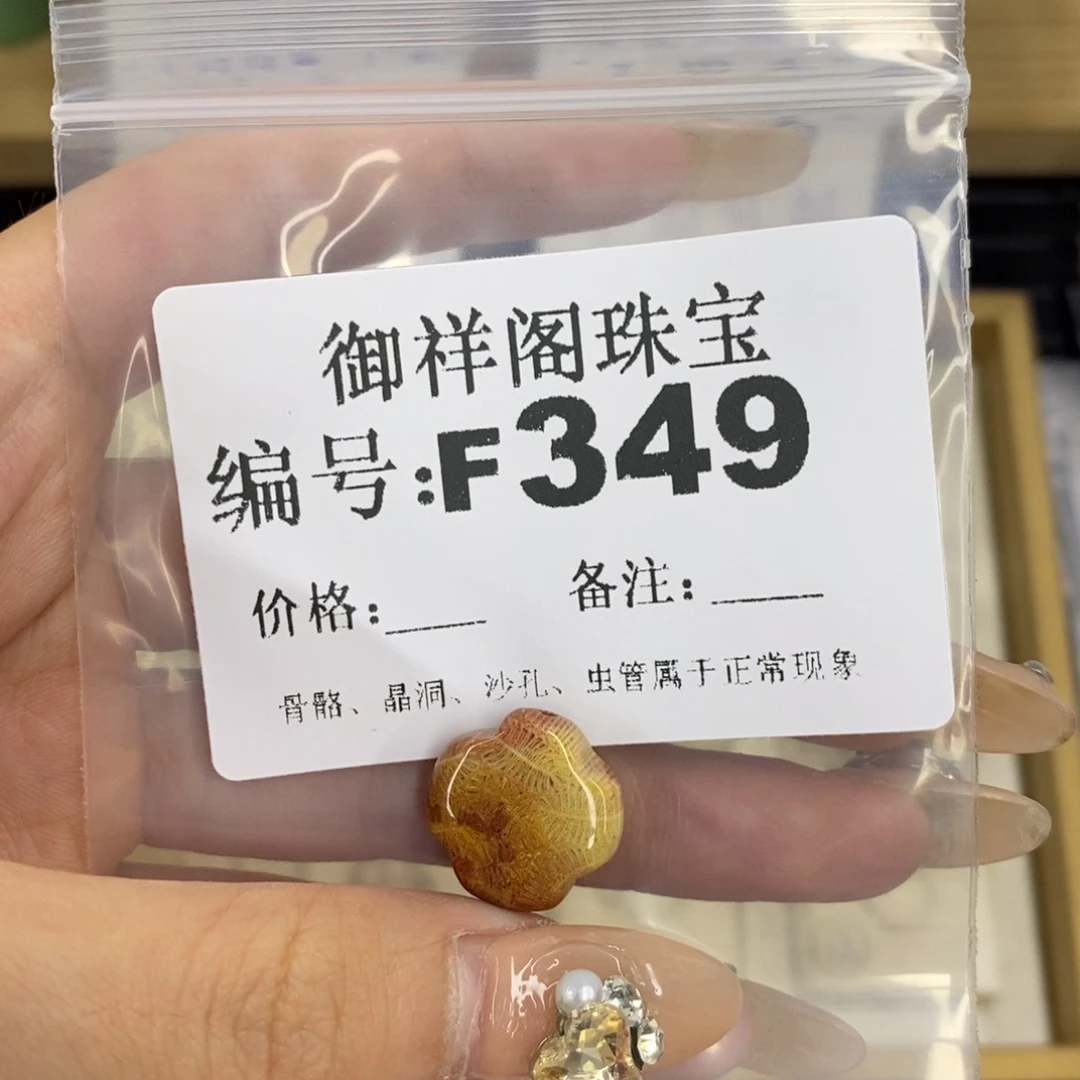 御祥阁珠宝
编号:F349
价格:____ 备注:____
骨骼、晶洞、沙孔、虫管属于正常现象